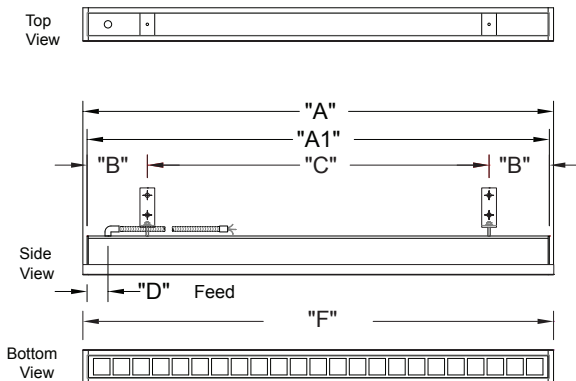 Top
View
"A"
"A1"
"B" "C" "B"
Side
View
"D" Feed
"F"
Bottom
View